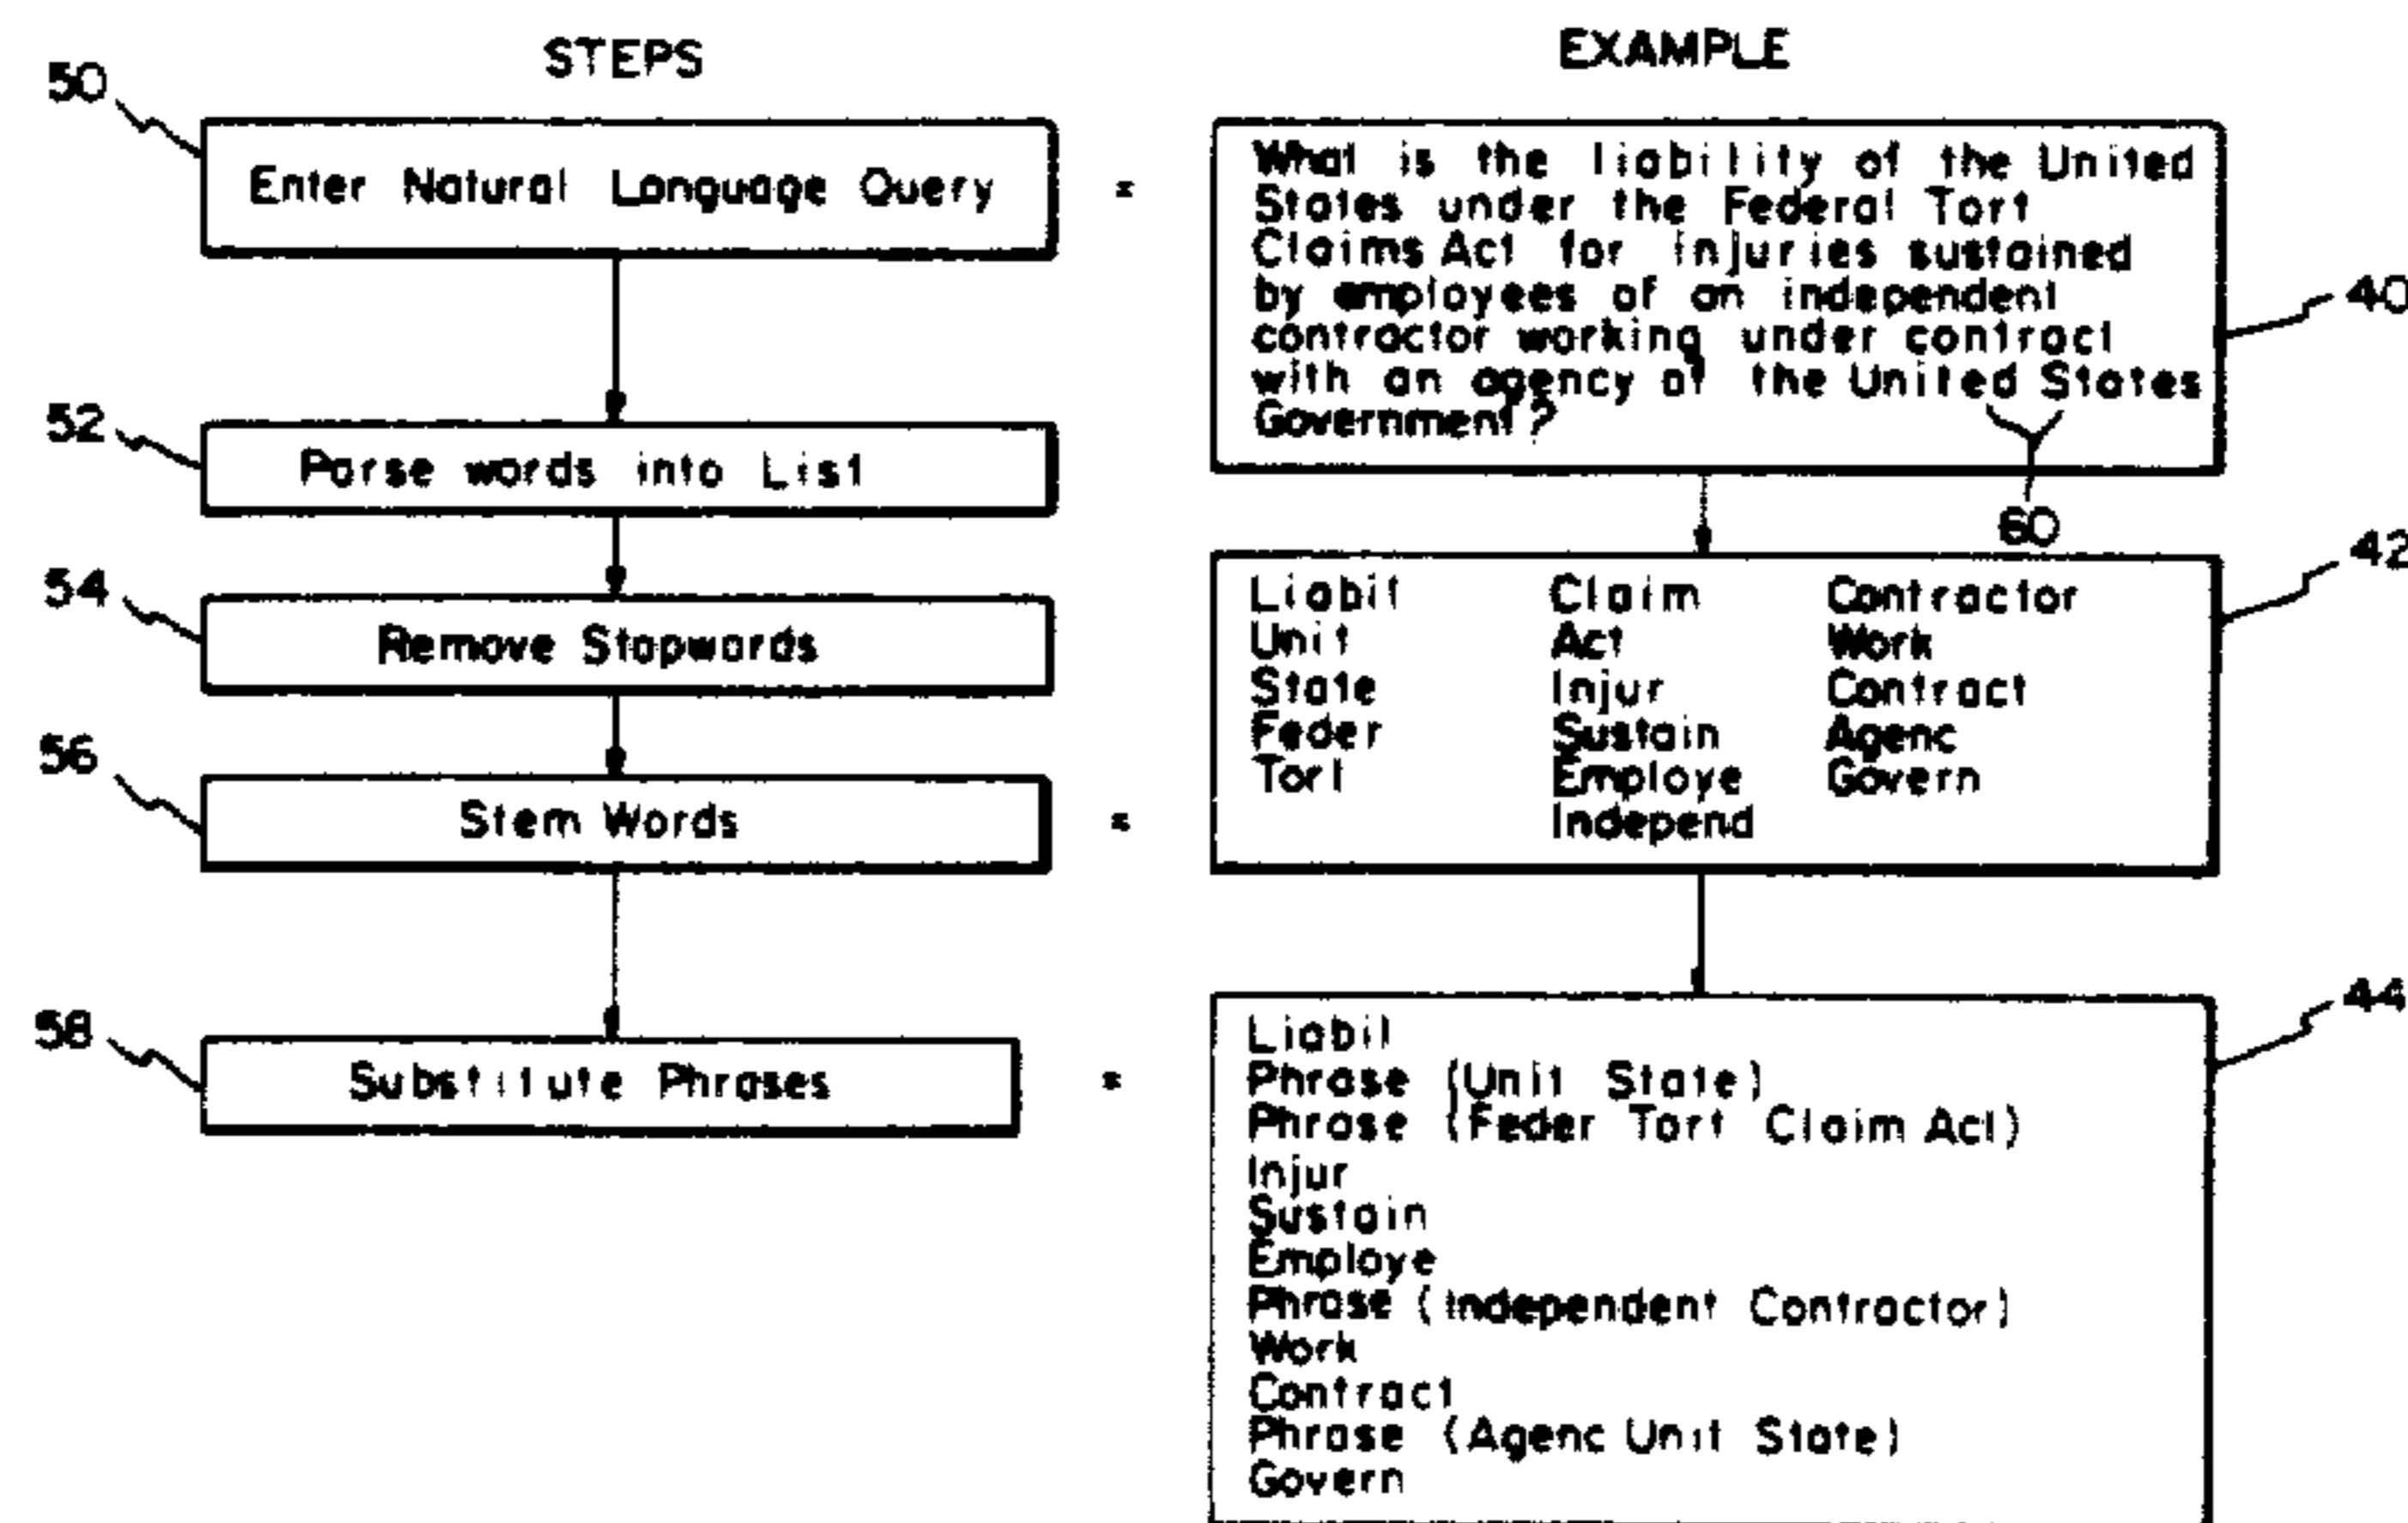 STEPS
EXAMPLE
50
Enter Natural Language Query
=
What is the liability of the United
States under the Federal Tort
Claims Act for injuries sustained
by employees of an independent
contractor working under contract
with an agency of the United States
Government?
40
60
52
Parse words into List
54
Remove Stopwords
56
Stem Words
=
Liabil Claim Contractor
Unit Act Work
State Injur Contract
Feder Sustain Agenc
Tort Employe Govern
Independ
42
58
Substitute Phrases
=
Liabil
Phrase (Unit State)
Phrase (Feder Tort Claim Act)
Injur
Sustain
Employe
Phrase (Independent Contractor)
Work
Contract
Phrase (Agenc Unit State)
Govern
44